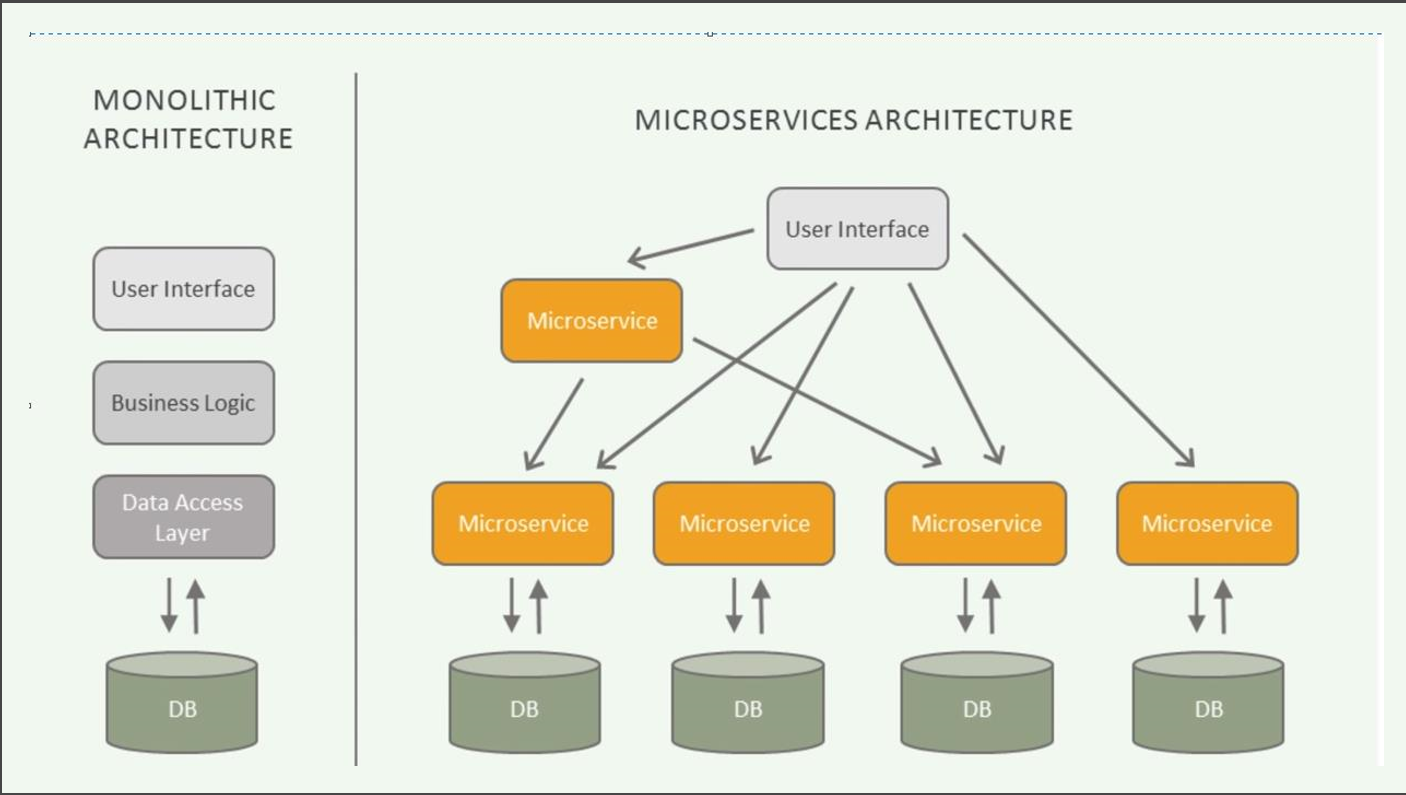 MONOLITHIC
ARCHITECTURE
User Interface
Business Logic
Data Access
Layer
DB
MICROSERVICES ARCHITECTURE
User Interface
Microservice
Microservice
Microservice
Microservice
Microservice
DB
DB
DB
DB